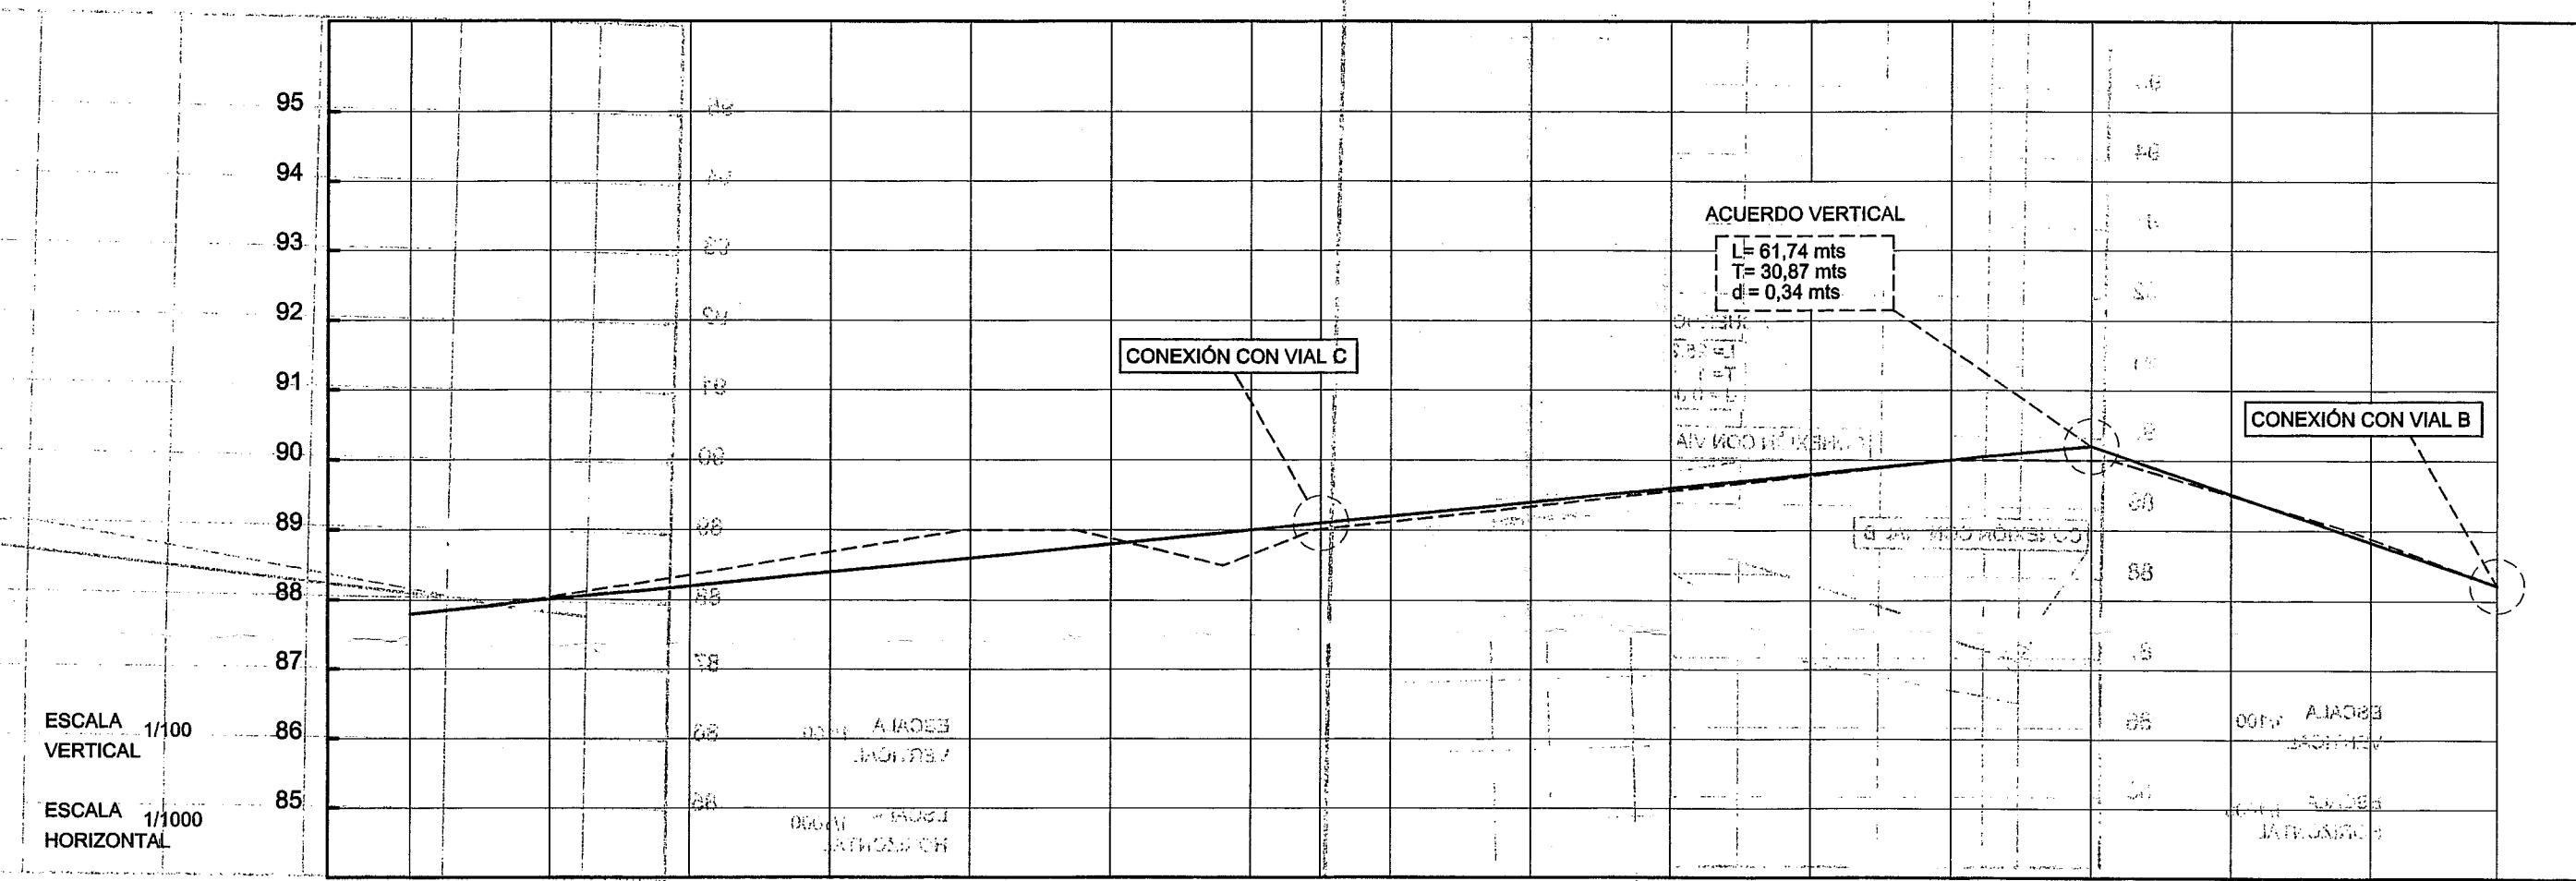 95
94
93
92
91
90
89
88
87
86
85
ESCALA
VERTICAL
1/100
ESCALA
HORIZONTAL
1/1000
CONEXIÓN CON VIAL C
ACUERDO VERTICAL
L= 61,74 mts
T= 30,87 mts
d = 0,34 mts
CONEXIÓN CON VIAL B